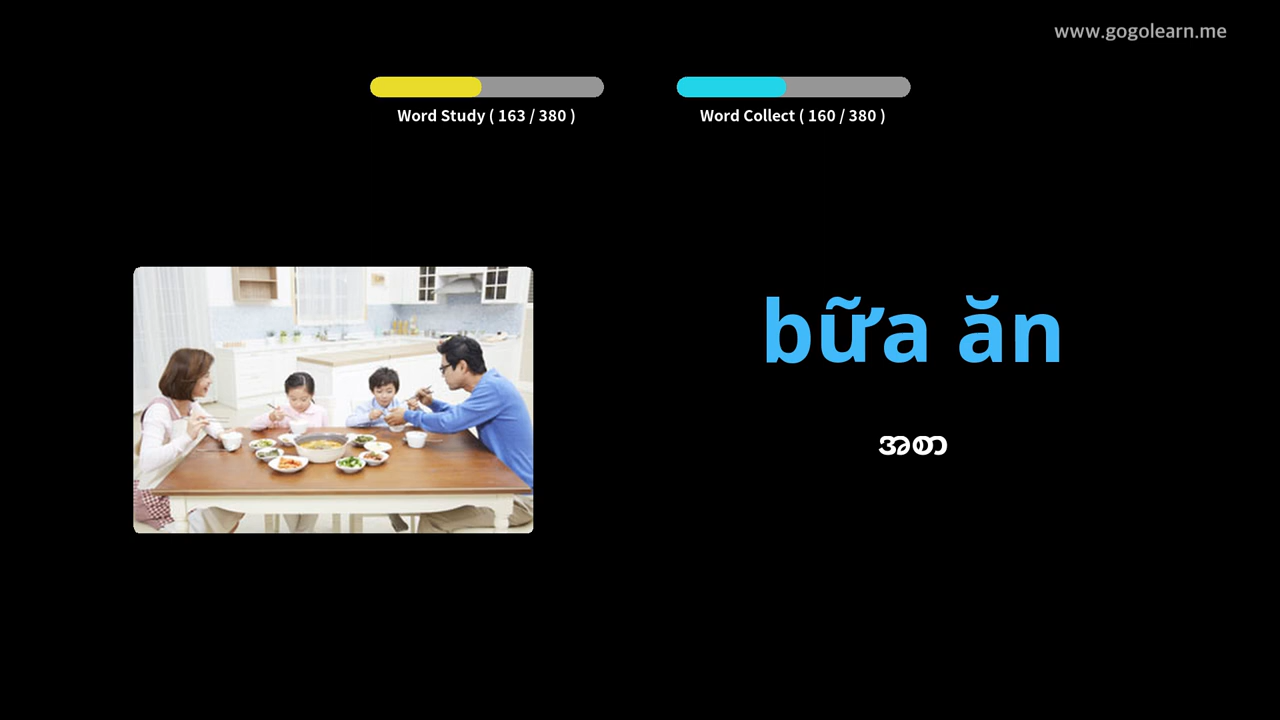 www.gogolearn.me
Word Study ( 163 / 380 )
Word Collect ( 160 / 380 )
bữa ăn
အစာ